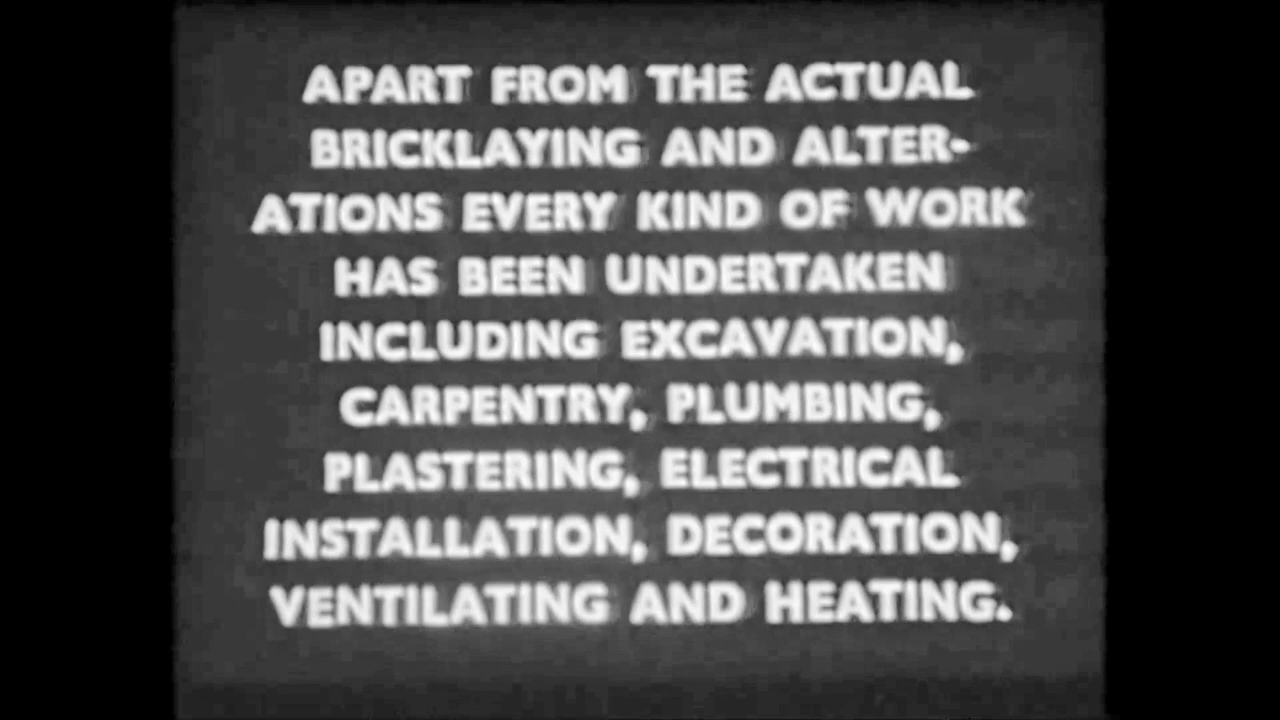 APART FROM THE ACTUAL
BRICKLAYING AND ALTER-
ATIONS EVERY KIND OF WORK
HAS BEEN UNDERTAKEN
INCLUDING EXCAVATION,
CARPENTRY, PLUMBING,
PLASTERING, ELECTRICAL
INSTALLATION, DECORATION,
VENTILATING AND HEATING.